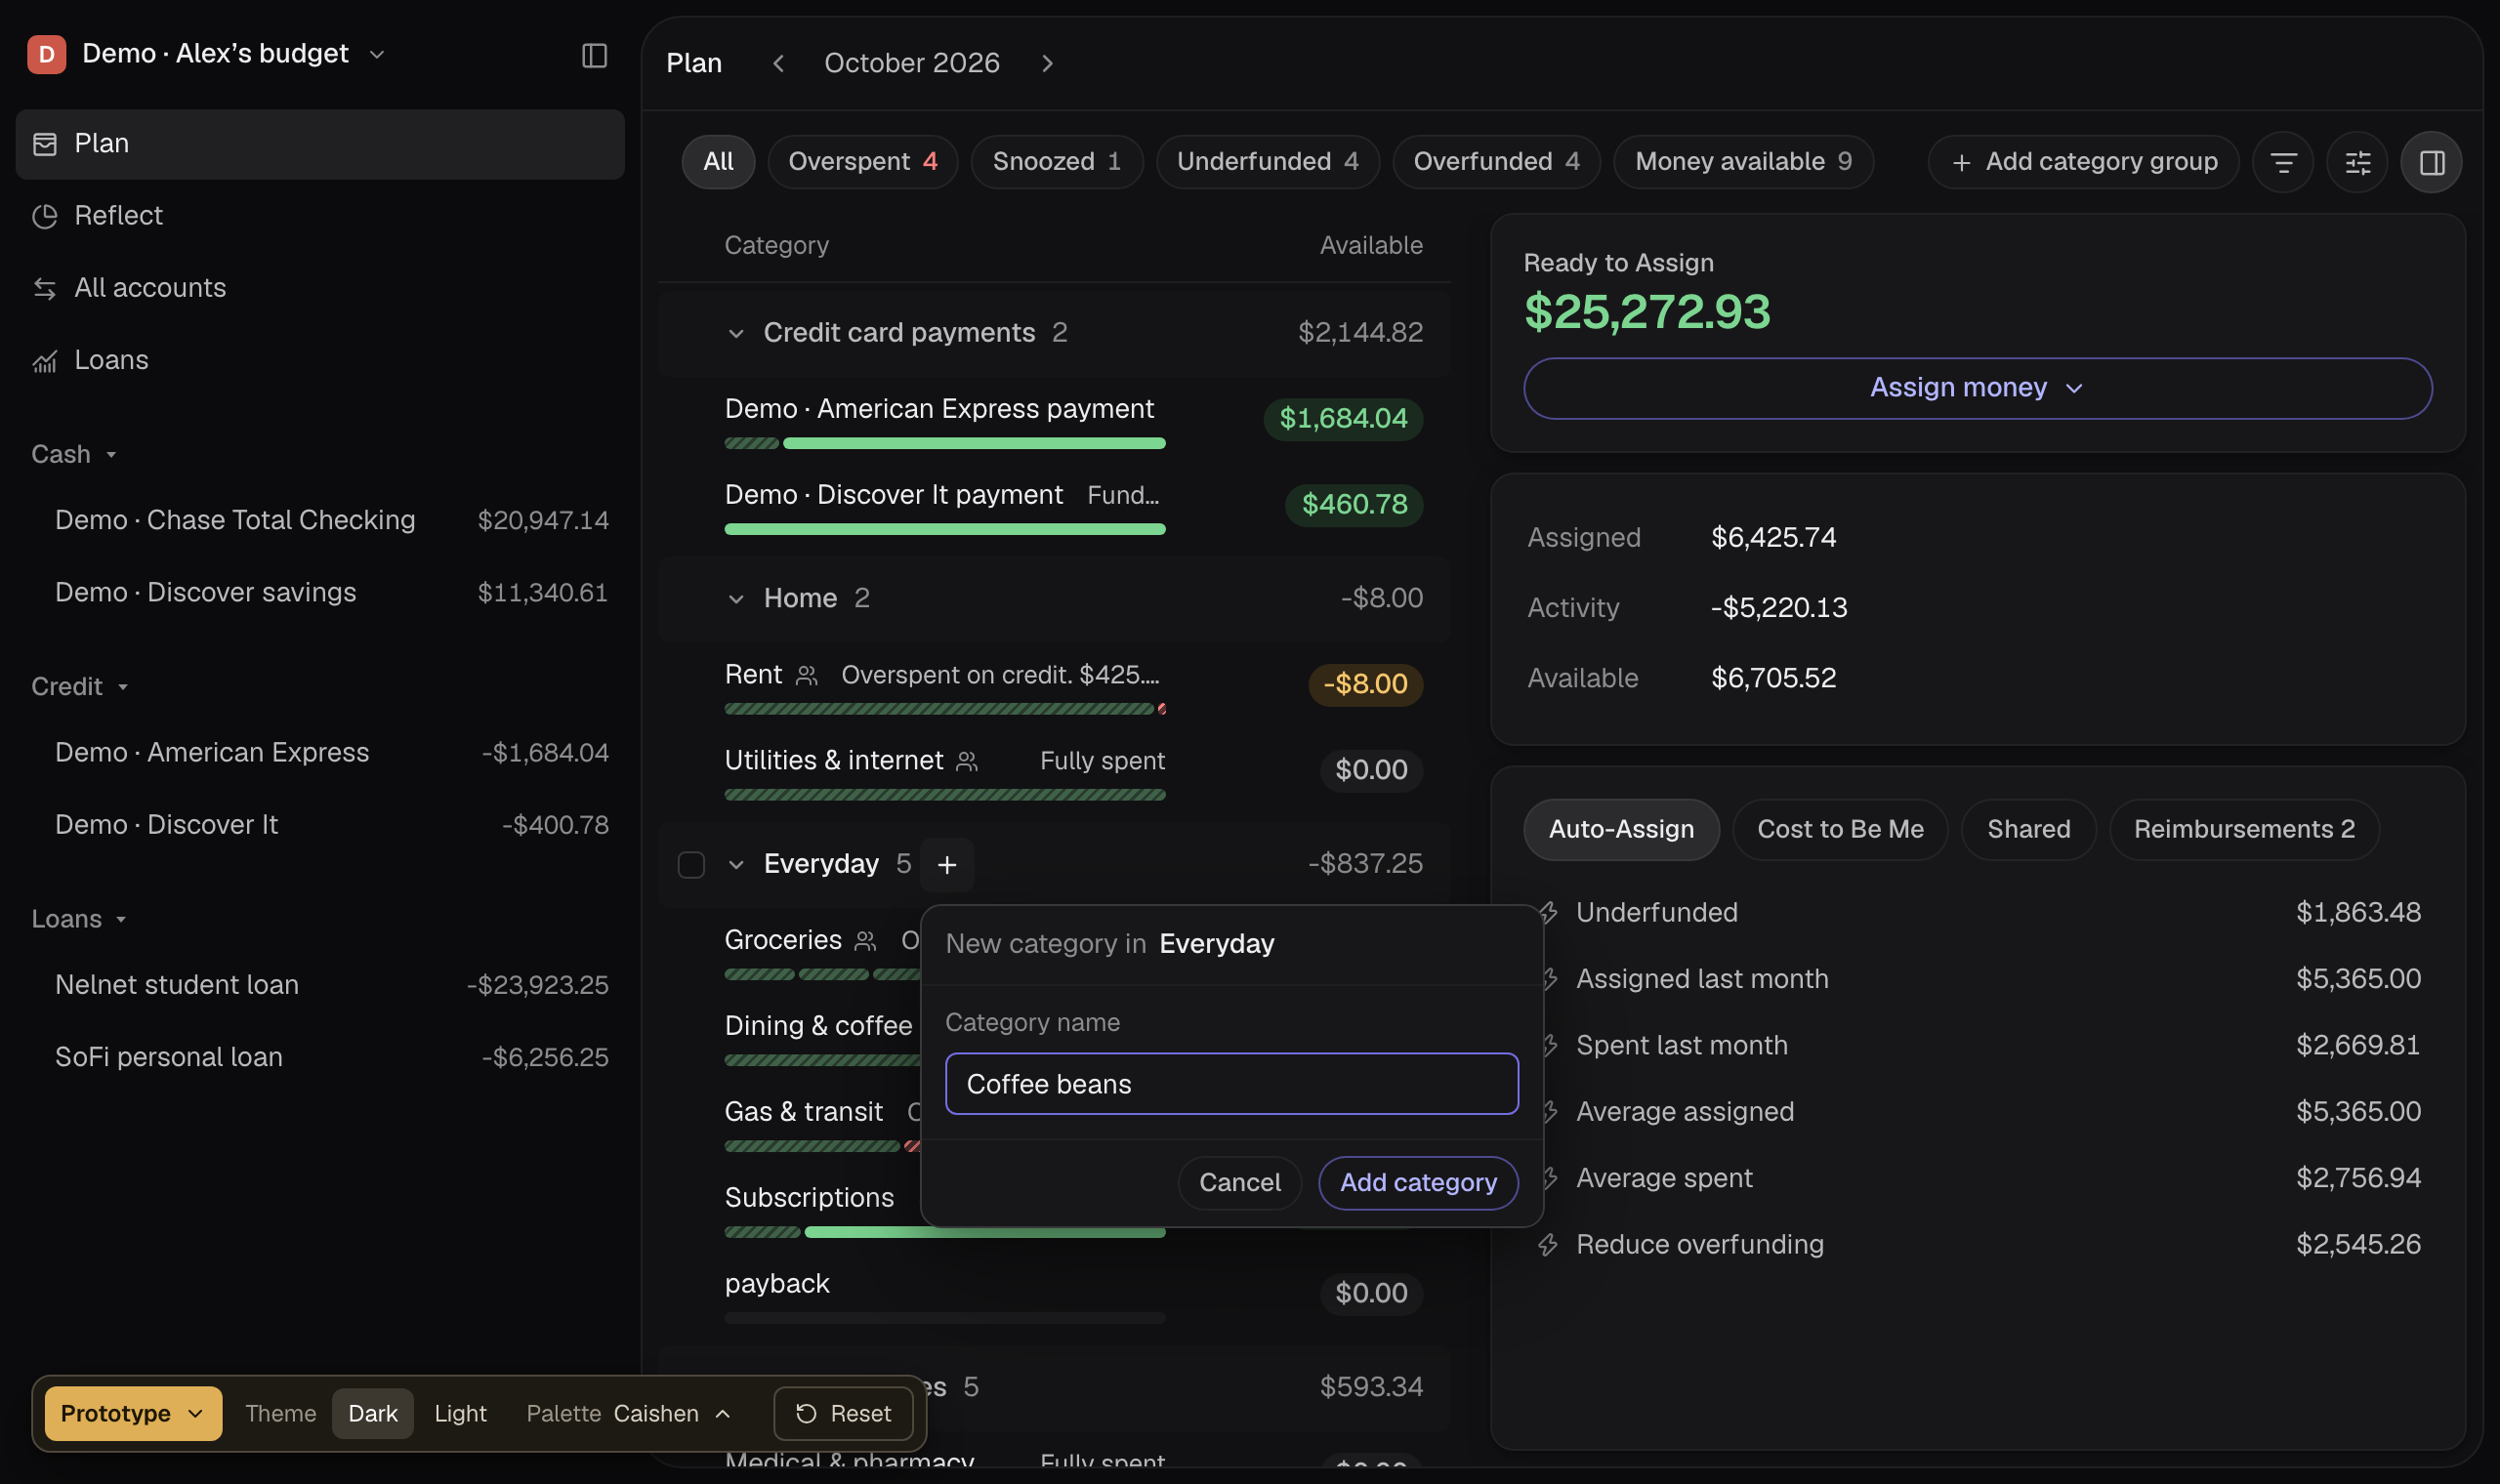 D Demo · Alex’s budget
Plan
Reflect
All accounts
Loans
Cash
Demo · Chase Total Checking $20,947.14
Demo · Discover savings $11,340.61
Credit
Demo · American Express -$1,684.04
Demo · Discover It -$400.78
Loans
Nelnet student loan -$23,923.25
SoFi personal loan -$6,256.25
Plan October 2026
All Overspent 4 Snoozed 1 Underfunded 4 Overfunded 4 Money available 9 + Add category group
Category Available
Credit card payments 2 $2,144.82
Demo · American Express payment $1,684.04
Demo · Discover It payment Fund... $460.78
Home 2 -$8.00
Rent Overspent on credit. $425.... -$8.00
Utilities & internet Fully spent $0.00
Everyday 5 + -$837.25
Groceries O
Dining & coffee
Gas & transit
Subscriptions
payback $0.00
es 5 $593.34
Medical & pharmacy Fully spent $0.00
New category in Everyday
Category name
Coffee beans
Cancel Add category
Ready to Assign
$25,272.93
Assign money
Assigned $6,425.74
Activity -$5,220.13
Available $6,705.52
Auto-Assign Cost to Be Me Shared Reimbursements 2
Underfunded $1,863.48
Assigned last month $5,365.00
Spent last month $2,669.81
Average assigned $5,365.00
Average spent $2,756.94
Reduce overfunding $2,545.26
Prototype Theme Dark Light Palette Caishen Reset